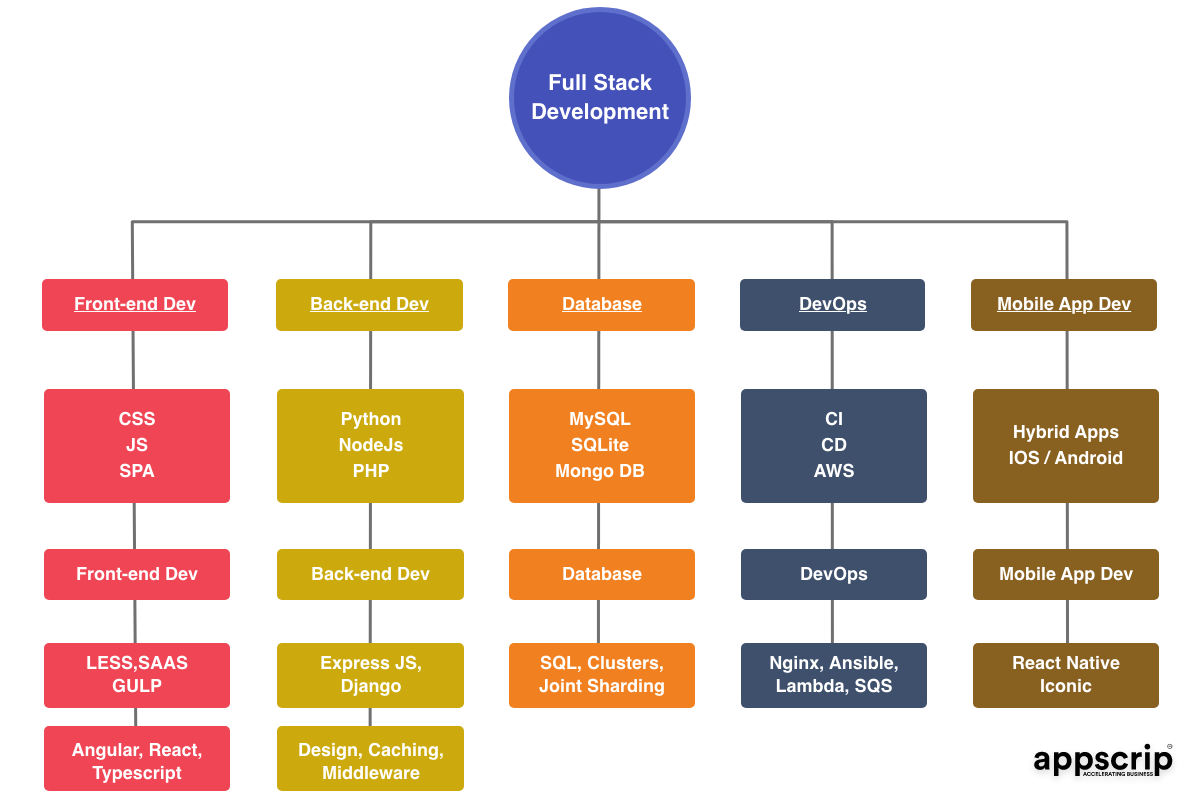 Full Stack
Development
Front-end Dev
Back-end Dev
Database
DevOps
Mobile App Dev
CSS
JS
SPA
Python
NodeJs
PHP
MySQL
SQLite
Mongo DB
CI
CD
AWS
Hybrid Apps
IOS / Android
Front-end Dev
Back-end Dev
Database
DevOps
Mobile App Dev
LESS,SAAS
GULP
Express JS,
Django
SQL, Clusters,
Joint Sharding
Nginx, Ansible,
Lambda, SQS
React Native
Iconic
Angular, React,
Typescript
Design, Caching,
Middleware
appscrip
ACCELERATING BUSINESS